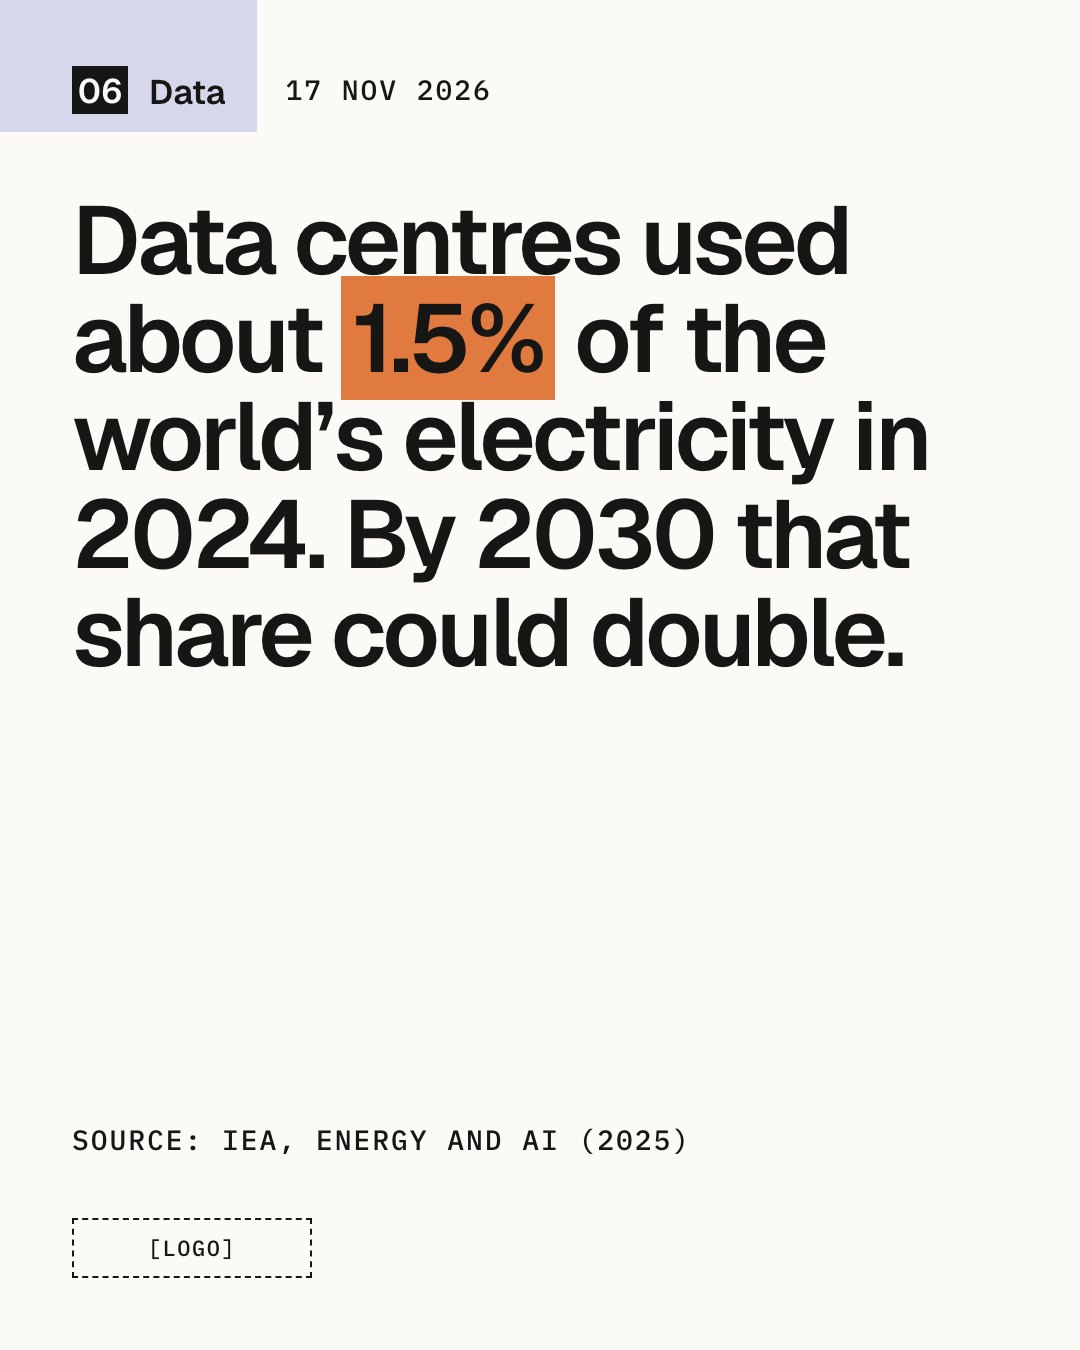 06 Data 17 NOV 2026
Data centres used
about 1.5% of the
world’s electricity in
2024. By 2030 that
share could double.
SOURCE: IEA, ENERGY AND AI (2025)
[LOGO]